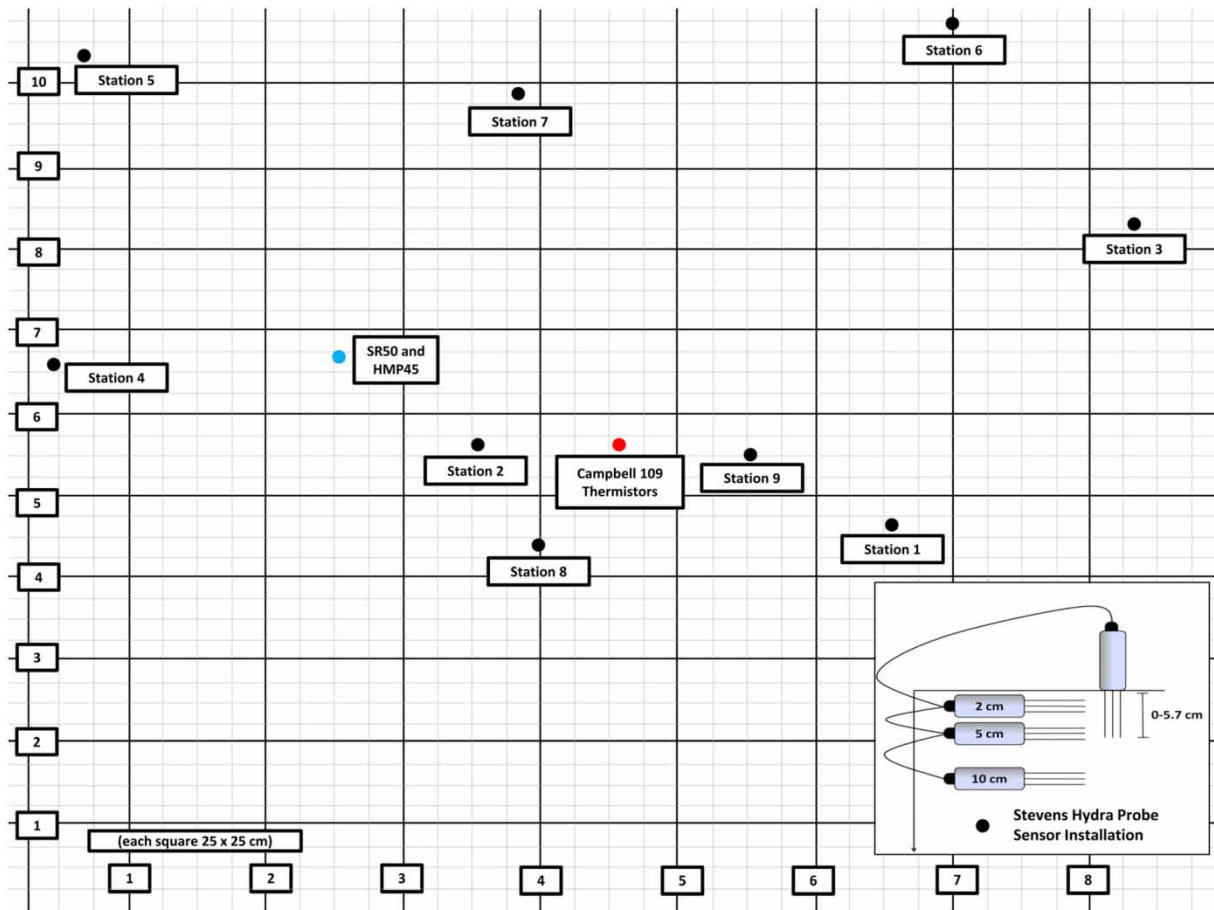 Station 6
Station 5
10
Station 7
9
8
Station 3
7
SR50 and
HMP45
Station 4
6
Station 2
Campbell 109
Thermistors
Station 9
5
Station 1
Station 8
4
3
2 cm
0-5.7 cm
5 cm
2
10 cm
Stevens Hydra Probe
Sensor Installation
1
(each square 25 x 25 cm)
1
2
3
4
5
6
7
8